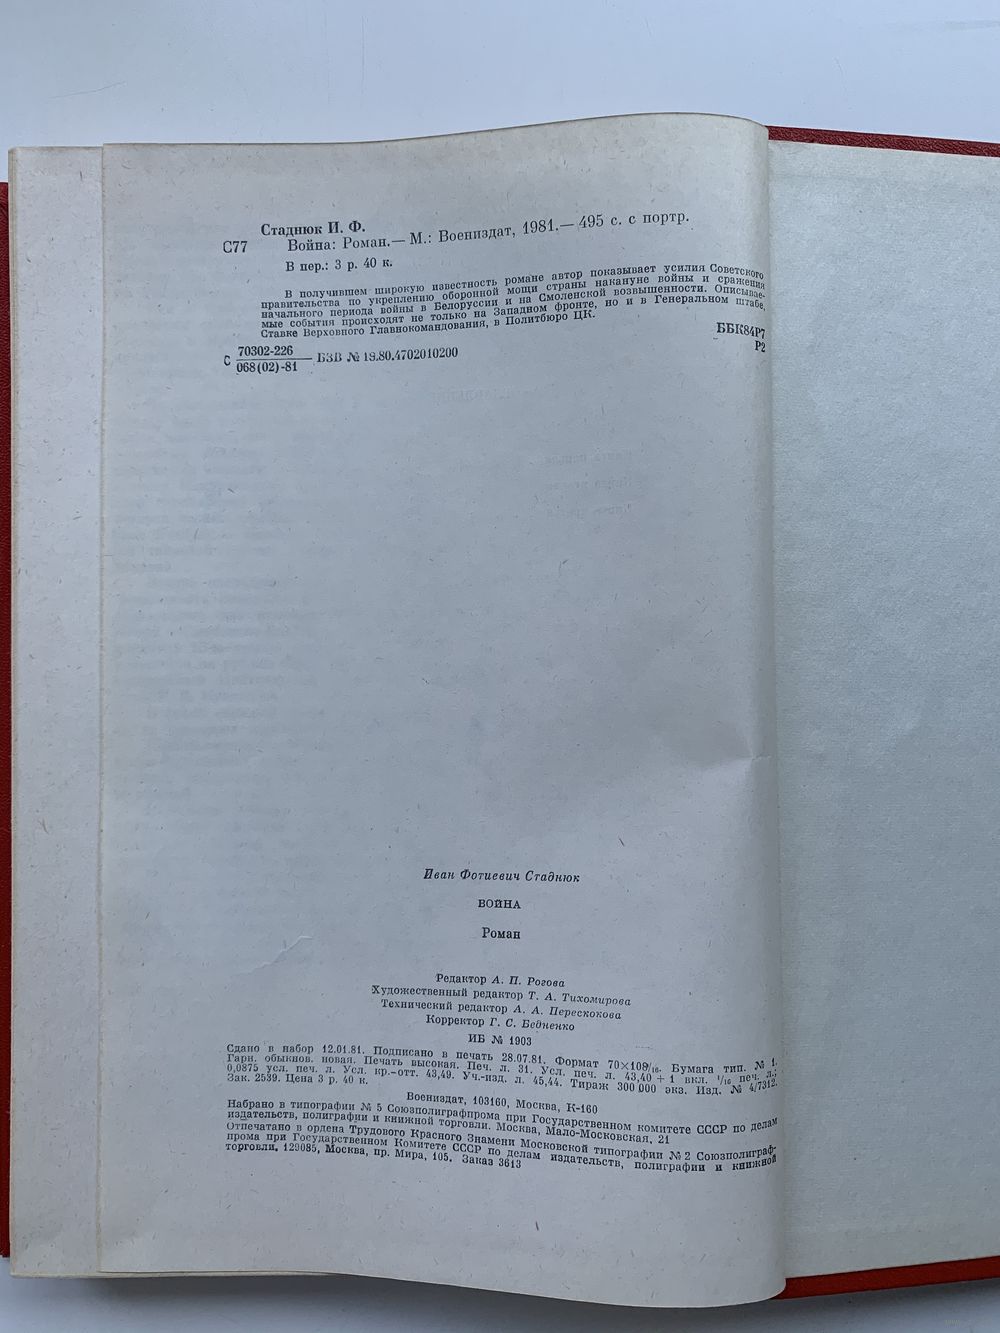 Стаднюк И. Ф.
С77 Война: Роман.— М.: Воениздат, 1981.— 495 с. с портр.
В пер.: 3 р. 40 к.
В получившем широкую известность романе автор показывает усилия Советского
правительства по укреплению оборонной мощи страны накануне войны и сражения
начального периода войны в Белоруссии и на Смоленской возвышенности. Описывае-
мые события происходят не только на Западном фронте, но и в Генеральном штабе,
Ставке Верховного Главнокомандования, в Политбюро ЦК.
С 70302-226
068(02)-81 — БЗВ № 18.80.4702010200
ББК84Р7
Р2
Иван Фотиевич Стаднюк
ВОЙНА
Роман
Редактор А. П. Рогова
Художественный редактор Т. А. Тихомирова
Технический редактор А. А. Перескокова
Корректор Г. С. Бедненко
ИБ № 1903
Сдано в набор 12.01.81. Подписано в печать 28.07.81. Формат 70×108/16. Бумага тип. № 1.
Гарн. обыкнов. новая. Печать высокая. Печ. л. 31. Усл. печ. л. 43,40 + 1 вкл. 1/16 печ. л.;
0,0875 усл. печ. л. Усл. кр.-отт. 43,49. Уч.-изд. л. 45,44. Тираж 300 000 экз. Изд. № 4/7312.
Зак. 2539. Цена 3 р. 40 к.
Воениздат, 103160, Москва, К-160
Набрано в типографии № 5 Союзполиграфпрома при Государственном комитете СССР по делам
издательств, полиграфии и книжной торговли. Москва, Мало-Московская, 21
Отпечатано в ордена Трудового Красного Знамени Московской типографии № 2 Союзполиграф-
прома при Государственном Комитете СССР по делам издательств, полиграфии и книжной
торговли. 129085, Москва, пр. Мира, 105. Заказ 3613